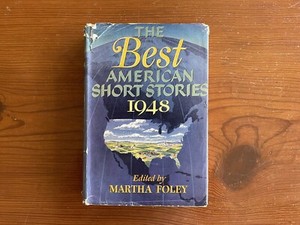 THE
Best
AMERICAN
SHORT STORIES
1948
Edited by
MARTHA FOLEY